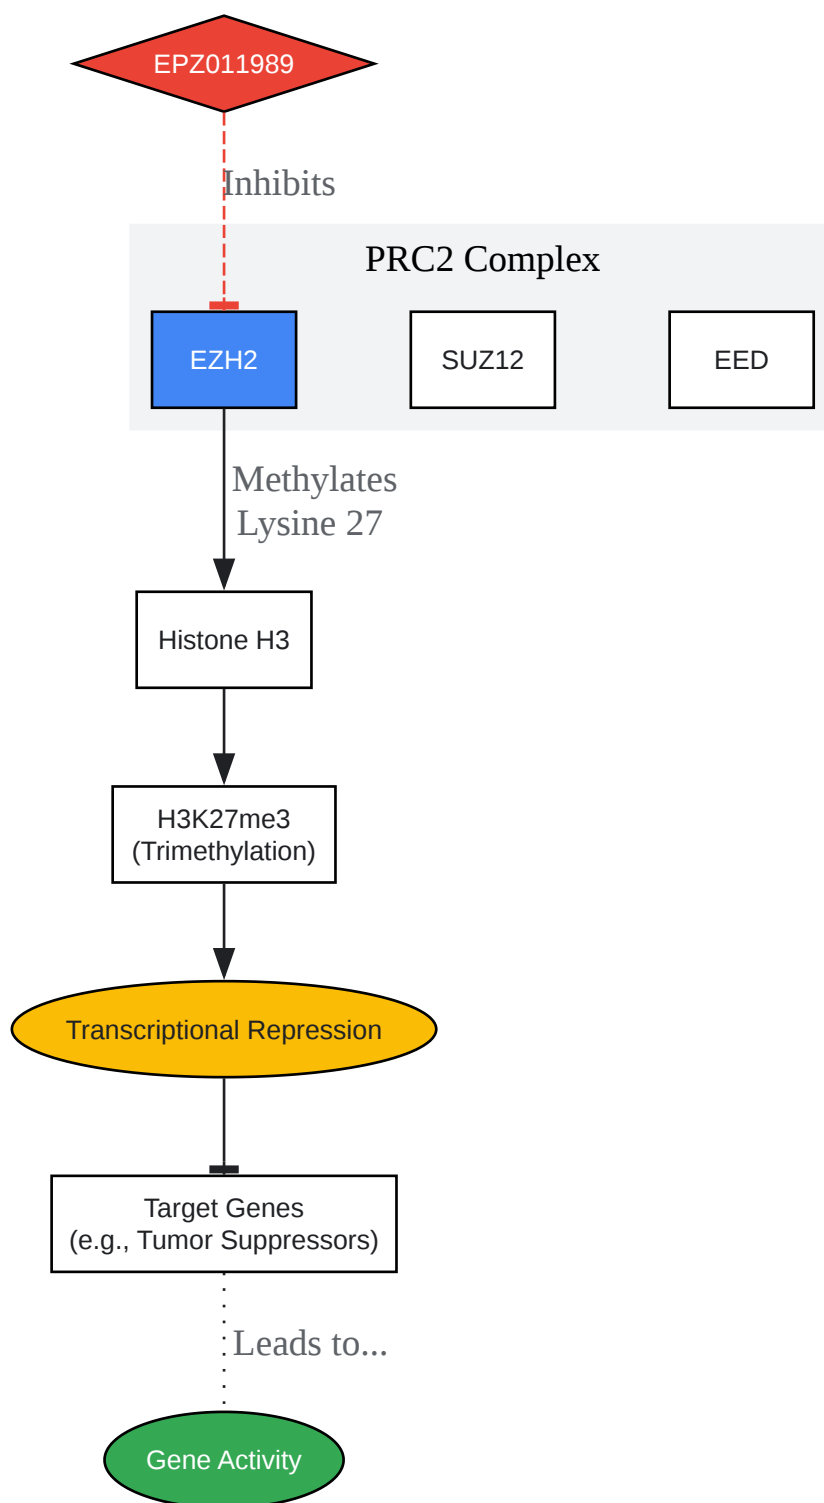 EPZ011989
Inhibits
PRC2 Complex
EZH2
SUZ12
EED
Methylates
Lysine 27
Histone H3
H3K27me3
(Trimethylation)
Transcriptional Repression
Target Genes
(e.g., Tumor Suppressors)
Leads to...
Gene Activity